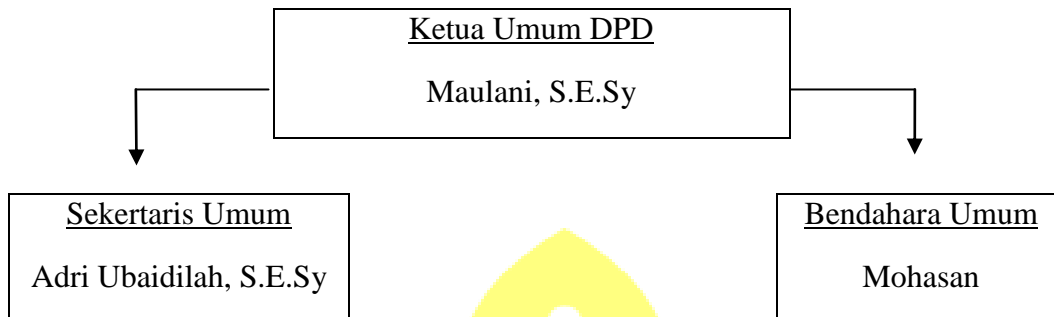 Ketua Umum DPD
Maulani, S.E.Sy
Sekertaris Umum
Adri Ubaidilah, S.E.Sy
Bendahara Umum
Mohasan